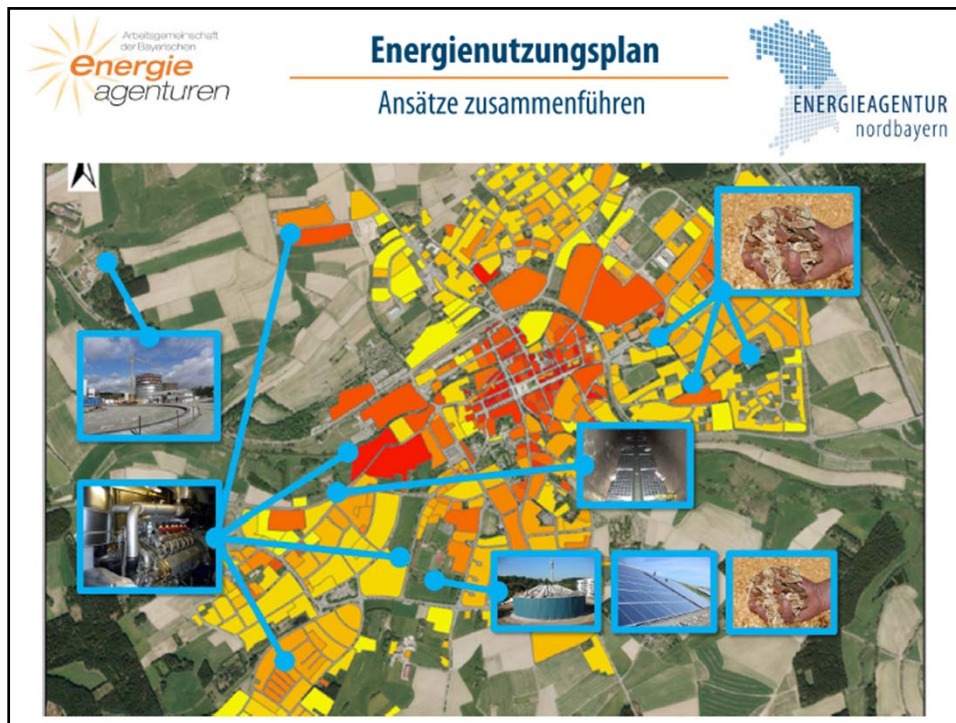 Arbeitsgemeinschaft
der Bayerischen
energie
agenturen
Energienutzungsplan
Ansätze zusammenführen
ENERGIEAGENTUR
nordbayern